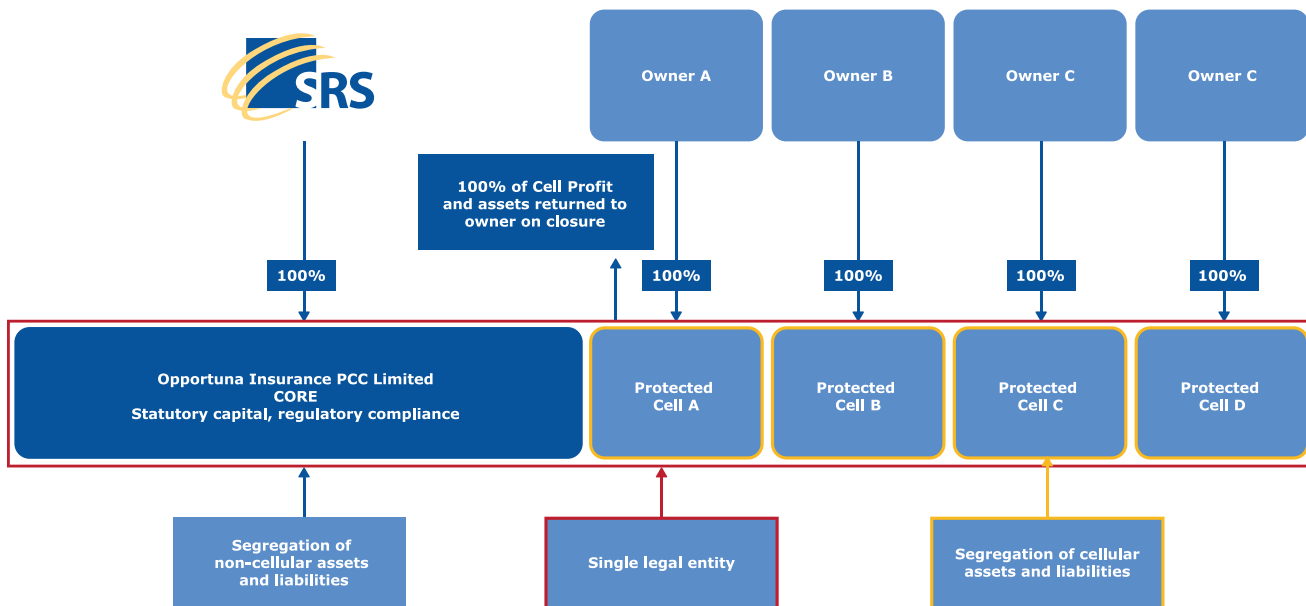 SRS
Owner A
Owner B
Owner C
Owner C
100% of Cell Profit
and assets returned to
owner on closure
100%
100%
100%
100%
100%
Opportuna Insurance PCC Limited
CORE
Statutory capital, regulatory compliance
Protected
Cell A
Protected
Cell B
Protected
Cell C
Protected
Cell D
Segregation of
non-cellular assets
and liabilities
Single legal entity
Segregation of cellular
assets and liabilities